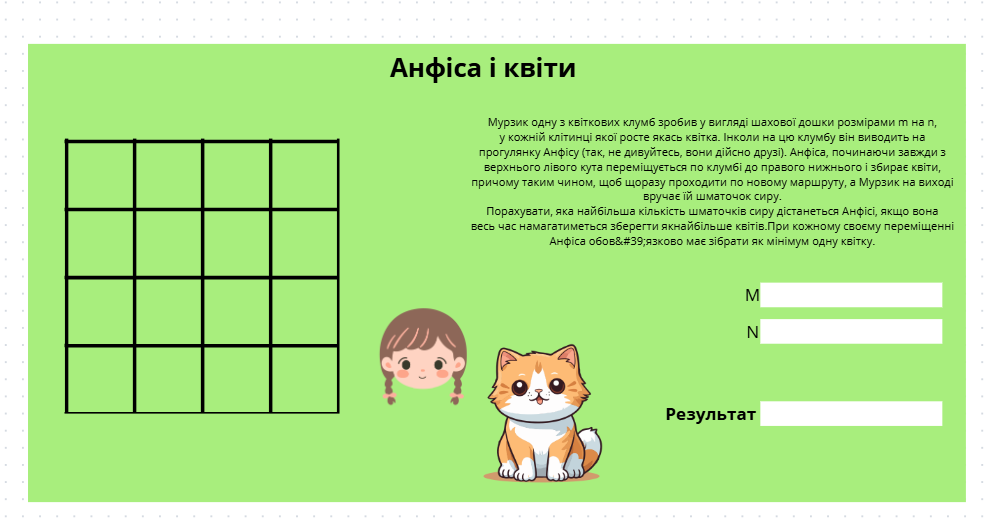 Анфіса і квіти
Мурзик одну з квіткових клумб зробив у вигляді шахової дошки розмірами m на n,
у кожній клітинці якої росте якась квітка. Інколи на цю клумбу він виводить на
прогулянку Анфісу (так, не дивуйтесь, вони дійсно друзі). Анфіса, починаючи завжди з
верхнього лівого кута переміщується по клумбі до правого нижнього і збирає квіти,
причому таким чином, щоб щоразу проходити по новому маршруту, а Мурзик на виході
вручає їй шматочок сиру.
Порахувати, яка найбільша кількість шматочків сиру дістанеться Анфісі, якщо вона
весь час намагатиметься зберегти якнайбільше квітів.При кожному своєму переміщенні
Анфіса обов&#39;язково має зібрати як мінімум одну квітку.
M
N
Результат